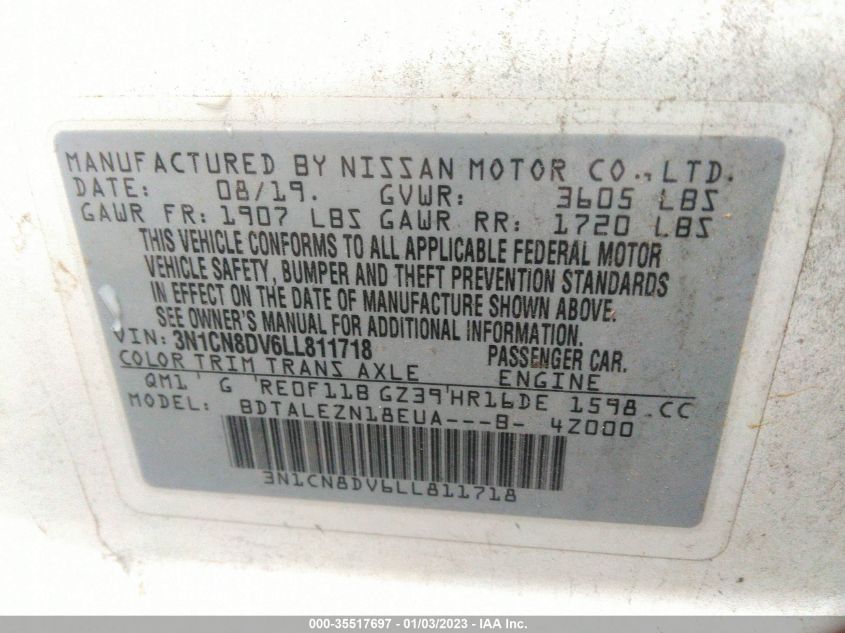 MANUFACTURED BY NISSAN MOTOR CO., LTD.
DATE: 08/19. GVWR: 3605 LBS
GAWR FR: 1907 LBS GAWR RR: 1720 LBS
THIS VEHICLE CONFORMS TO ALL APPLICABLE FEDERAL MOTOR
VEHICLE SAFETY, BUMPER AND THEFT PREVENTION STANDARDS
IN EFFECT ON THE DATE OF MANUFACTURE SHOWN ABOVE.
SEE OWNER'S MANUAL FOR ADDITIONAL INFORMATION.
VIN: 3N1CN8DV6LL811718 PASSENGER CAR.
COLOR TRIM TRANS AXLE ENGINE
QM1 G RE0F11B GZ39 HR16DE 1598 CC
MODEL: BDTALEZN18EUA---B- 4Z000
3N1CN8DV6LL811718
000-35517697 - 01/03/2023 - IAA Inc.